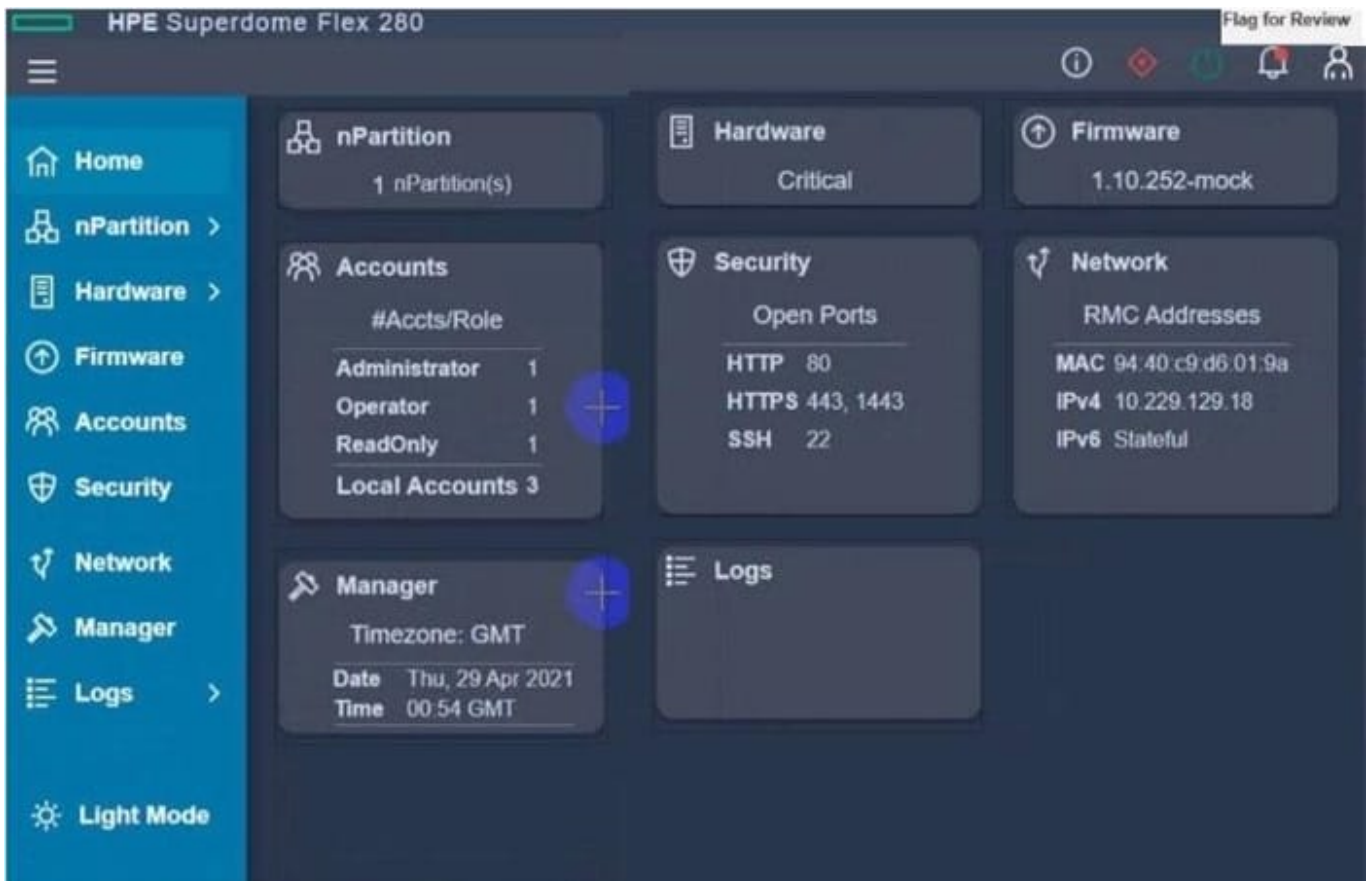 HPE Superdome Flex 280
Flag for Review
Home
nPartition
Hardware
Firmware
Accounts
Security
Network
Manager
Logs
Light Mode
nPartition
1 nPartition(s)
Hardware
Critical
Firmware
1.10.252-mock
Accounts
#Accts/Role
Administrator 1
Operator 1
ReadOnly 1
Local Accounts 3
Security
Open Ports
HTTP 80
HTTPS 443, 1443
SSH 22
Network
RMC Addresses
MAC 94:40:c9:d6:01:9a
IPv4 10.229.129.18
IPv6 Stateful
Manager
Timezone: GMT
Date Thu, 29 Apr 2021
Time 00:54 GMT
Logs